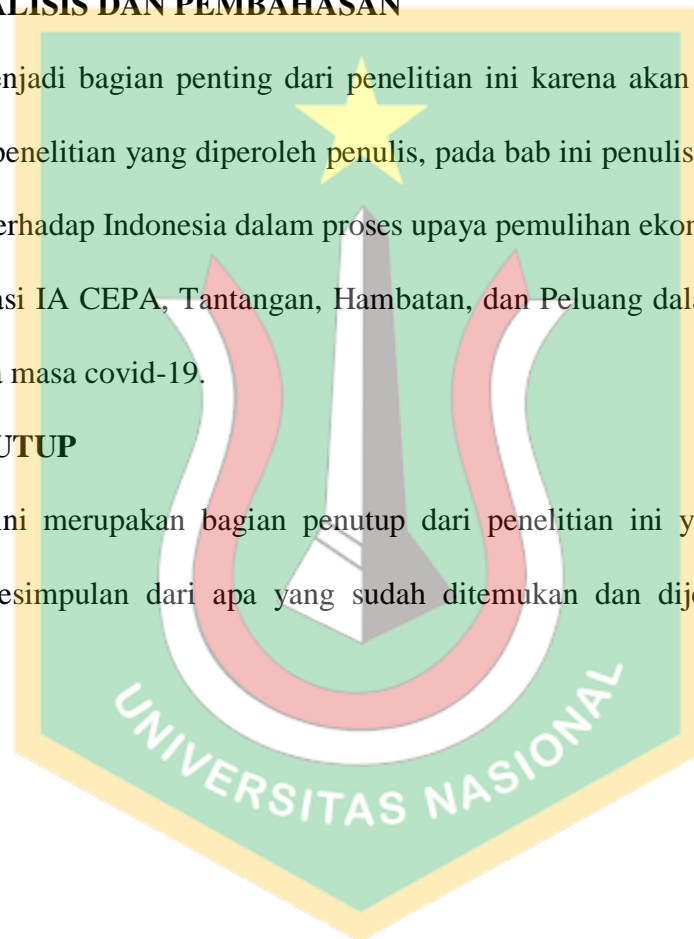 ALISIS DAN PEMBAHASAN
enjadi bagian penting dari penelitian ini karena akan
penelitian yang diperoleh penulis, pada bab ini penulis
erhadap Indonesia dalam proses upaya pemulihan ekon
asi IA CEPA, Tantangan, Hambatan, dan Peluang dala
a masa covid-19.
UTUP
ini merupakan bagian penutup dari penelitian ini y
esimpulan dari apa yang sudah ditemukan dan dije
UNIVERSITAS NASIONAL